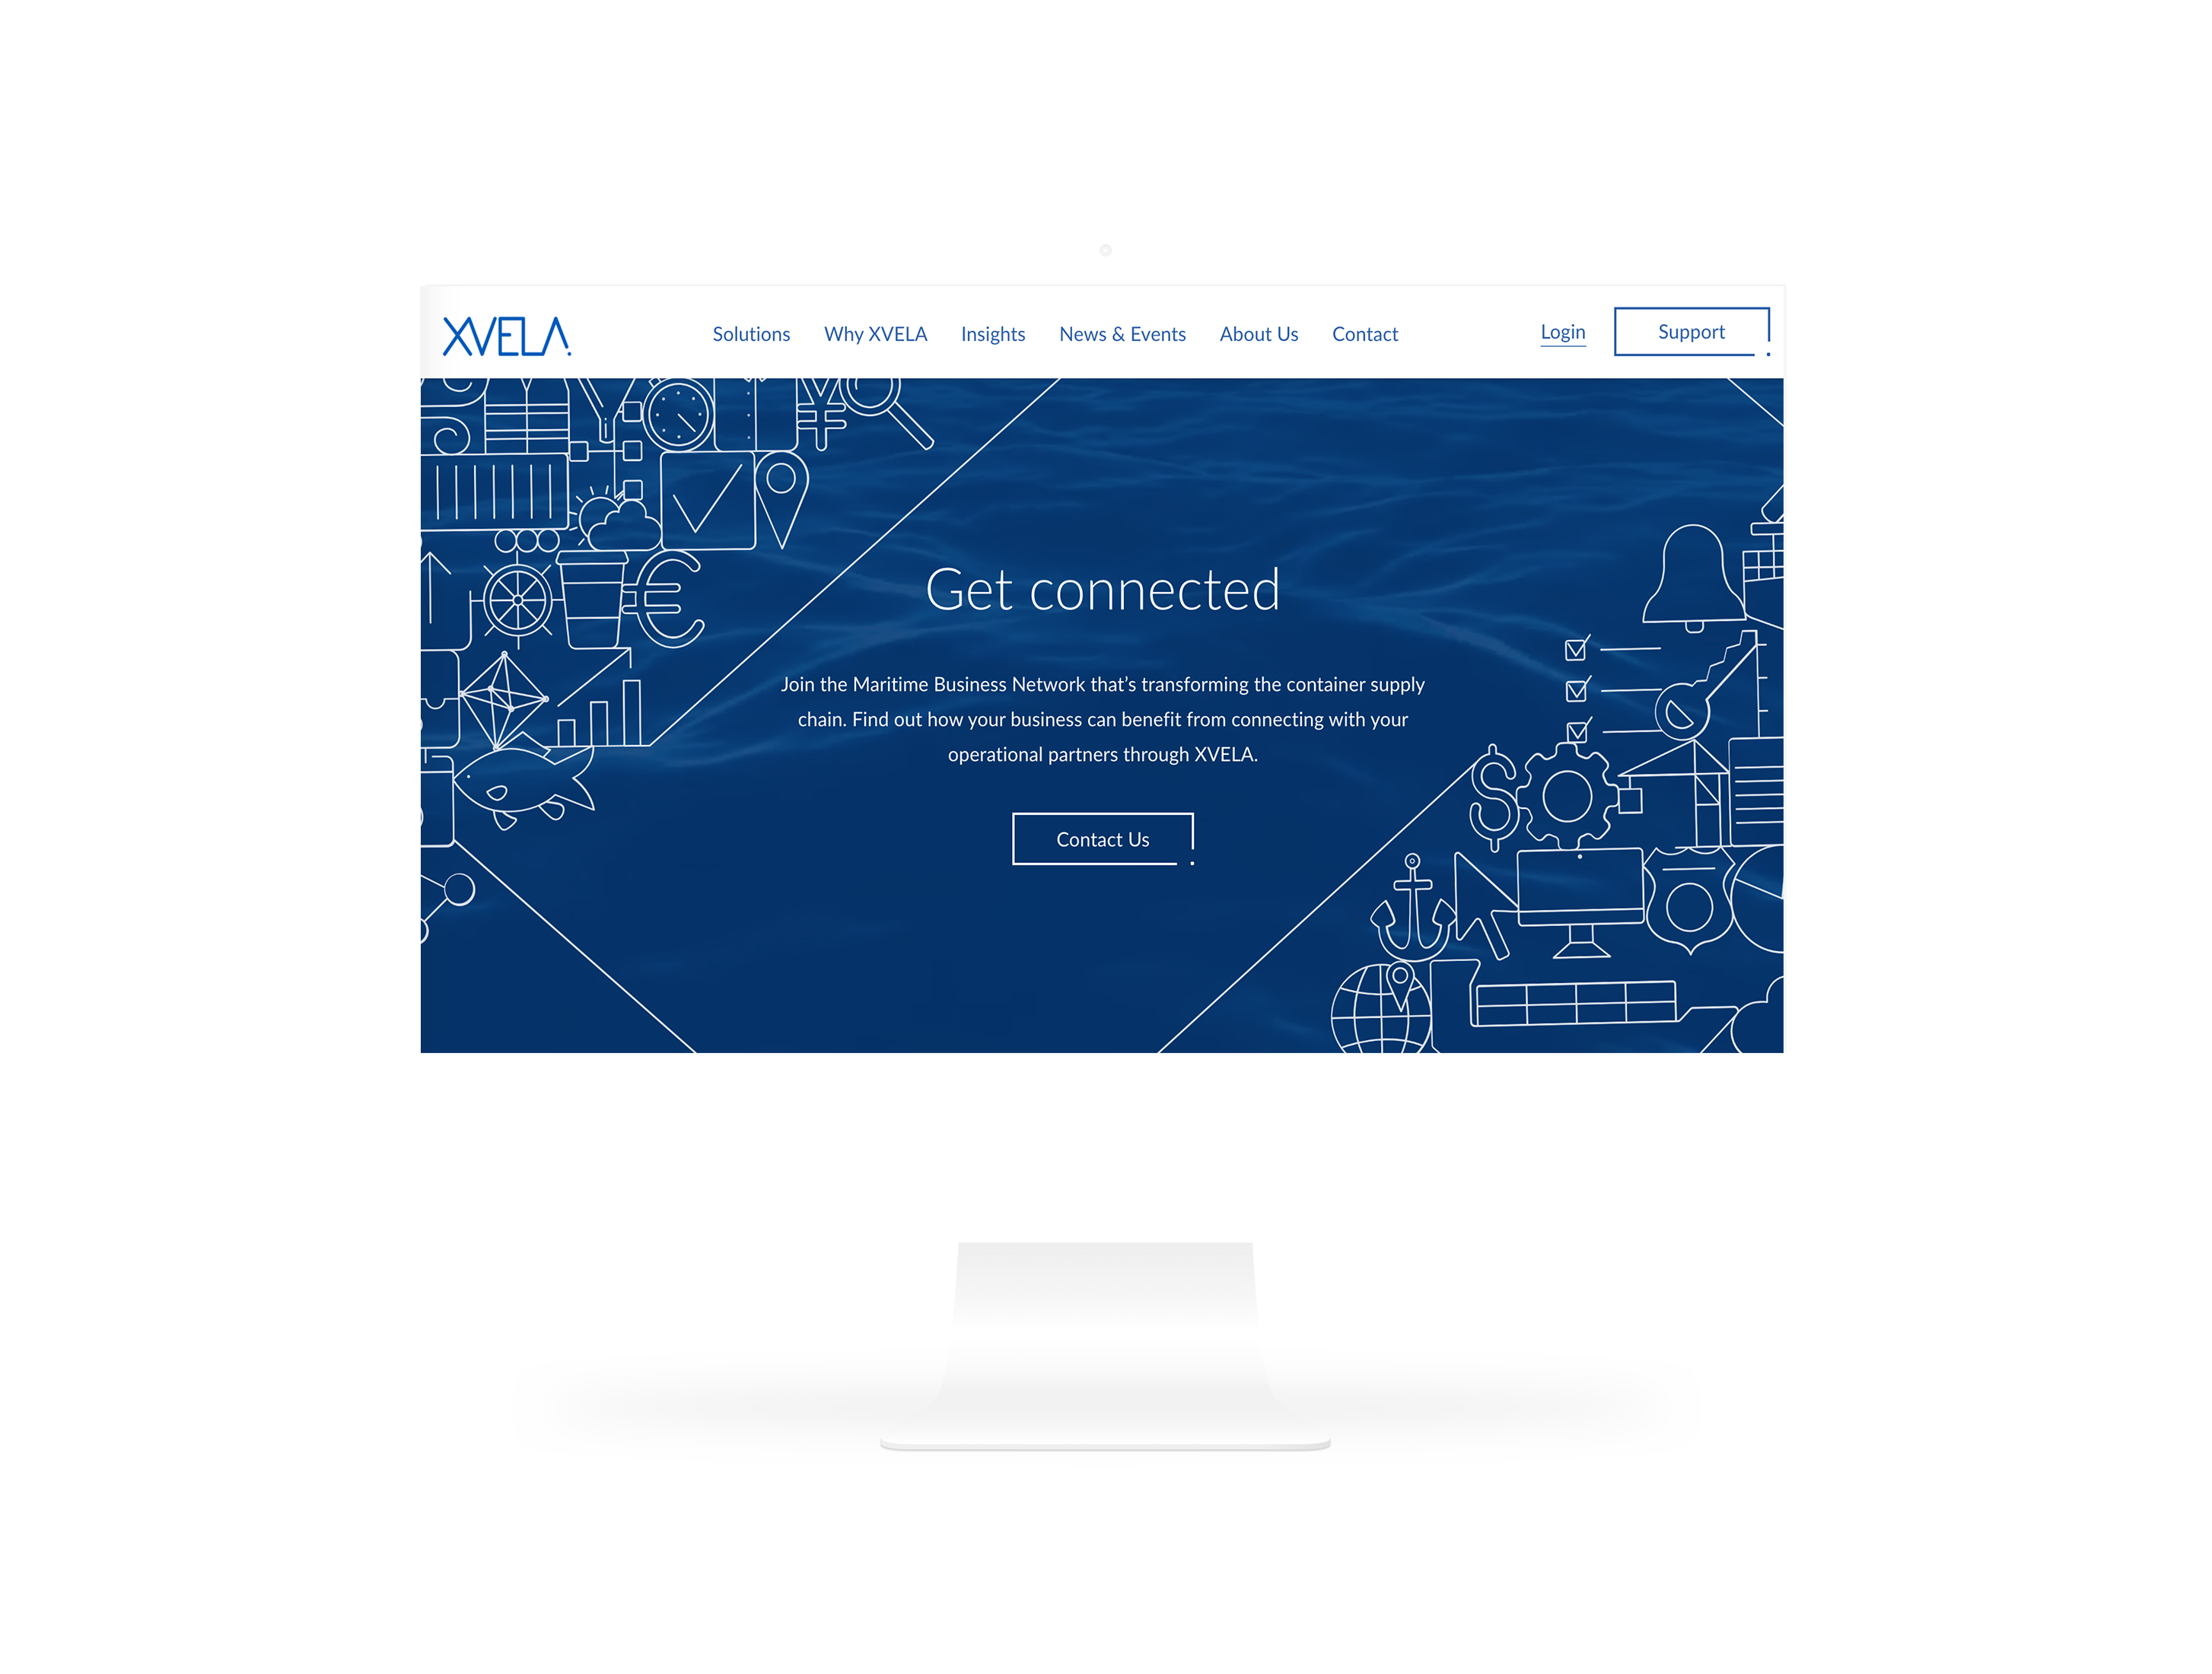 XVELA
Solutions Why XVELA Insights News & Events About Us Contact Login Support
Get connected
Join the Maritime Business Network that’s transforming the container supply
chain. Find out how your business can benefit from connecting with your
operational partners through XVELA.
Contact Us